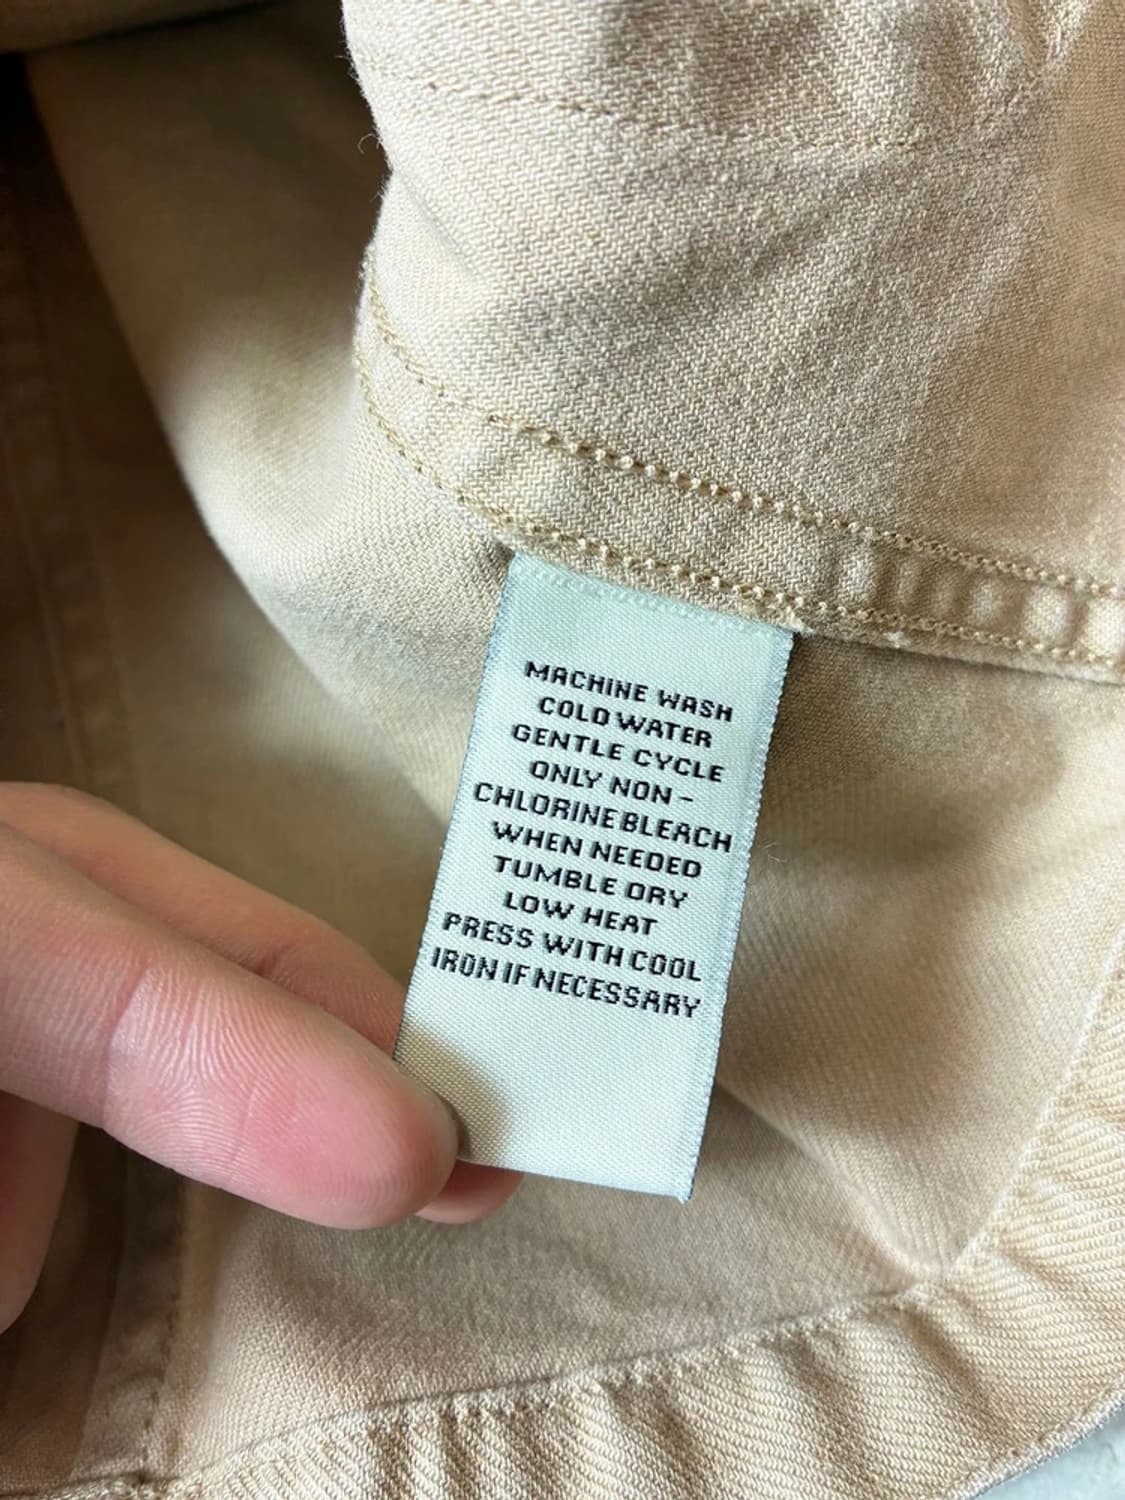 MACHINE WASH
COLD WATER
GENTLE CYCLE
ONLY NON -
CHLORINE BLEACH
WHEN NEEDED
TUMBLE DRY
LOW HEAT
PRESS WITH COOL
IRON IF NECESSARY